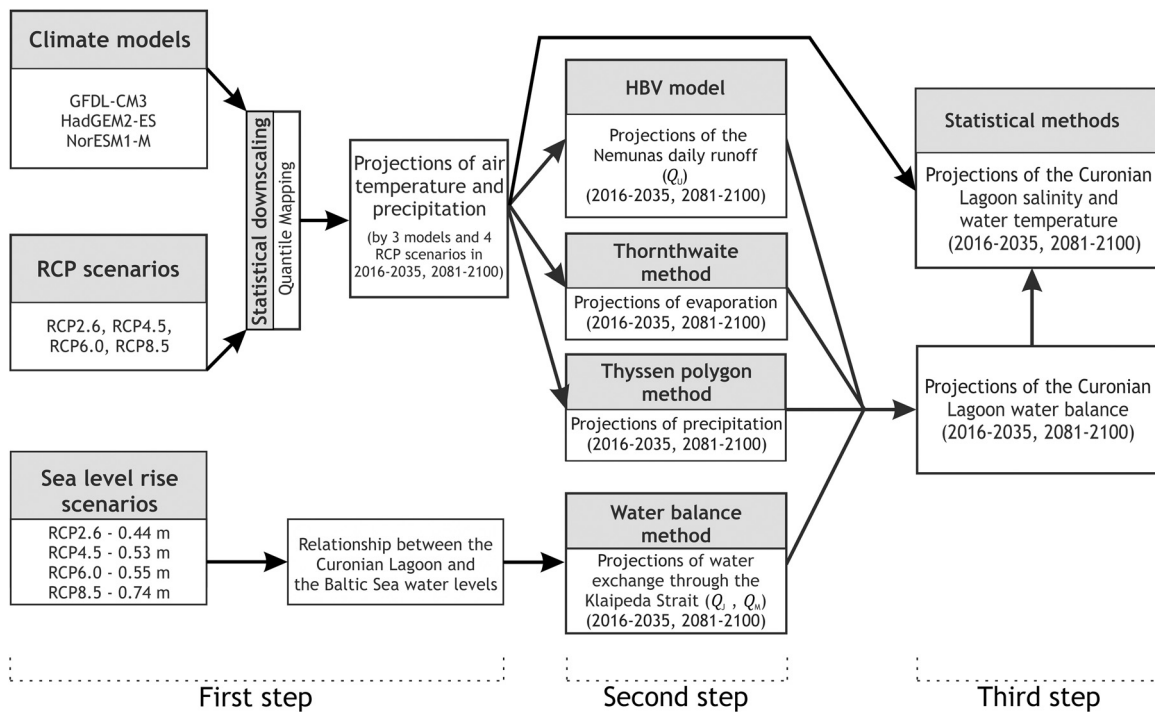 Climate models
GFDL-CM3
HadGEM2-ES
NorESM1-M
RCP scenarios
RCP2.6, RCP4.5,
RCP6.0, RCP8.5
Statistical downscaling
Quantile Mapping
Projections of air
temperature and
precipitation
(by 3 models and 4
RCP scenarios in
2016-2035, 2081-2100)
Sea level rise
scenarios
RCP2.6 - 0.44 m
RCP4.5 - 0.53 m
RCP6.0 - 0.55 m
RCP8.5 - 0.74 m
Relationship between the
Curonian Lagoon and
the Baltic Sea water levels
HBV model
Projections of the
Nemunas daily runoff
(QU)
(2016-2035, 2081-2100)
Thornthwaite
method
Projections of evaporation
(2016-2035, 2081-2100)
Thyssen polygon
method
Projections of precipitation
(2016-2035, 2081-2100)
Water balance
method
Projections of water
exchange through the
Klaipeda Strait (QJ , QM)
(2016-2035, 2081-2100)
Statistical methods
Projections of the Curonian
Lagoon salinity and
water temperature
(2016-2035, 2081-2100)
Projections of the Curonian
Lagoon water balance
(2016-2035, 2081-2100)
First step
Second step
Third step